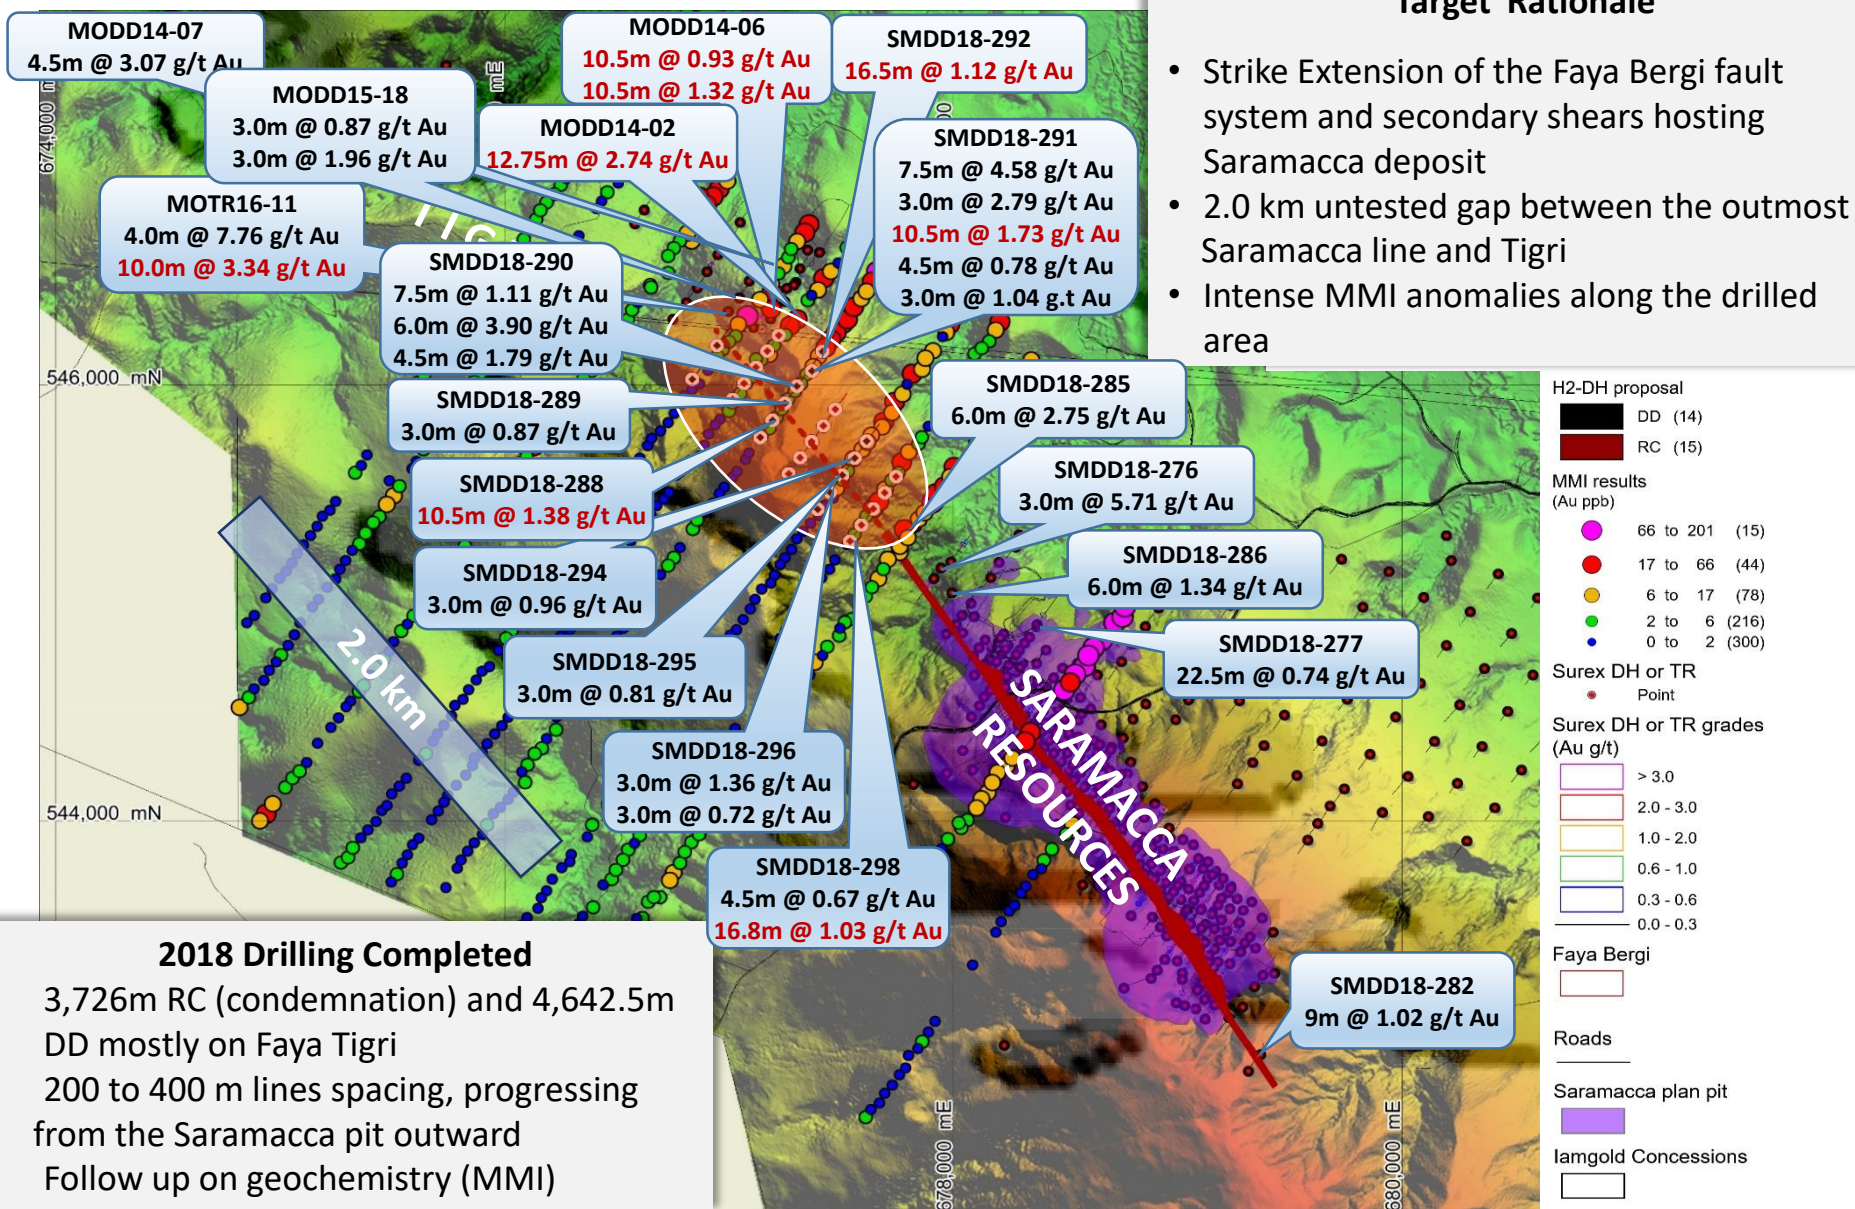 Target Rationale
• Strike Extension of the Faya Bergi fault
system and secondary shears hosting
Saramacca deposit
• 2.0 km untested gap between the outmost
Saramacca line and Tigri
• Intense MMI anomalies along the drilled
area
MODD14-07
4.5m @ 3.07 g/t Au
MODD15-18
3.0m @ 0.87 g/t Au
3.0m @ 1.96 g/t Au
MODD14-06
10.5m @ 0.93 g/t Au
10.5m @ 1.32 g/t Au
MODD14-02
12.75m @ 2.74 g/t Au
SMDD18-292
16.5m @ 1.12 g/t Au
SMDD18-291
7.5m @ 4.58 g/t Au
3.0m @ 2.79 g/t Au
10.5m @ 1.73 g/t Au
4.5m @ 0.78 g/t Au
3.0m @ 1.04 g.t Au
MOTR16-11
4.0m @ 7.76 g/t Au
10.0m @ 3.34 g/t Au
SMDD18-290
7.5m @ 1.11 g/t Au
6.0m @ 3.90 g/t Au
4.5m @ 1.79 g/t Au
SMDD18-289
3.0m @ 0.87 g/t Au
SMDD18-288
10.5m @ 1.38 g/t Au
SMDD18-294
3.0m @ 0.96 g/t Au
SMDD18-295
3.0m @ 0.81 g/t Au
SMDD18-296
3.0m @ 1.36 g/t Au
3.0m @ 0.72 g/t Au
SMDD18-298
4.5m @ 0.67 g/t Au
16.8m @ 1.03 g/t Au
SMDD18-285
6.0m @ 2.75 g/t Au
SMDD18-276
3.0m @ 5.71 g/t Au
SMDD18-286
6.0m @ 1.34 g/t Au
SMDD18-277
22.5m @ 0.74 g/t Au
SMDD18-282
9m @ 1.02 g/t Au
674,000 m
mE
546,000 mN
544,000 mN
678,000 mE
680,000 mE
2.0 km
SARAMACCA
RESOURCES
H2-DH proposal
DD (14)
RC (15)
MMI results
(Au ppb)
66 to 201 (15)
17 to 66 (44)
6 to 17 (78)
2 to 6 (216)
0 to 2 (300)
Surex DH or TR
Point
Surex DH or TR grades
(Au g/t)
> 3.0
2.0 - 3.0
1.0 - 2.0
0.6 - 1.0
0.3 - 0.6
0.0 - 0.3
Faya Bergi
Roads
Saramacca plan pit
Iamgold Concessions
2018 Drilling Completed
3,726m RC (condemnation) and 4,642.5m
DD mostly on Faya Tigri
200 to 400 m lines spacing, progressing
from the Saramacca pit outward
Follow up on geochemistry (MMI)